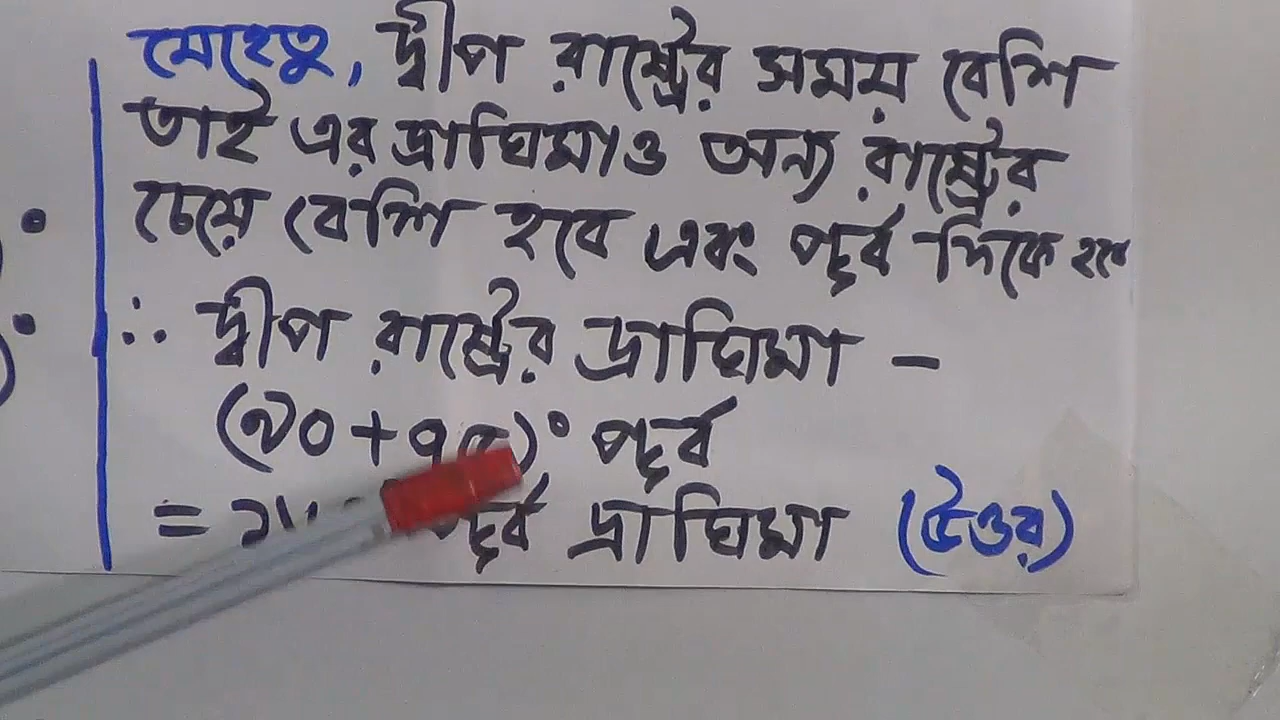 যেহেতু, দ্বীপ রাষ্ট্রের সময় বেশি
তাই এর দ্রাঘিমাও অন্য রাষ্ট্রের
চেয়ে বেশি হবে এবং পূর্ব দিকে হবে
∴ দ্বীপ রাষ্ট্রের দ্রাঘিমা –
(৯০+৭৫)° পূর্ব
= পূর্ব দ্রাঘিমা (উত্তর)